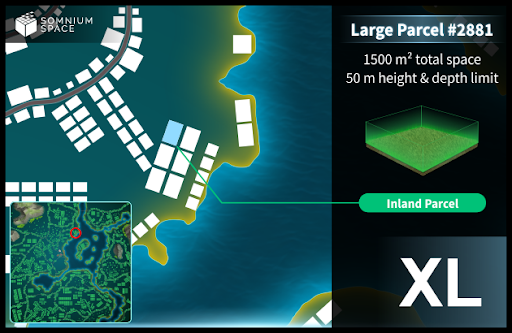 SOMNIUM
SPACE
Large Parcel #2881
1500 m² total space
50 m height & depth limit
Inland Parcel
XL